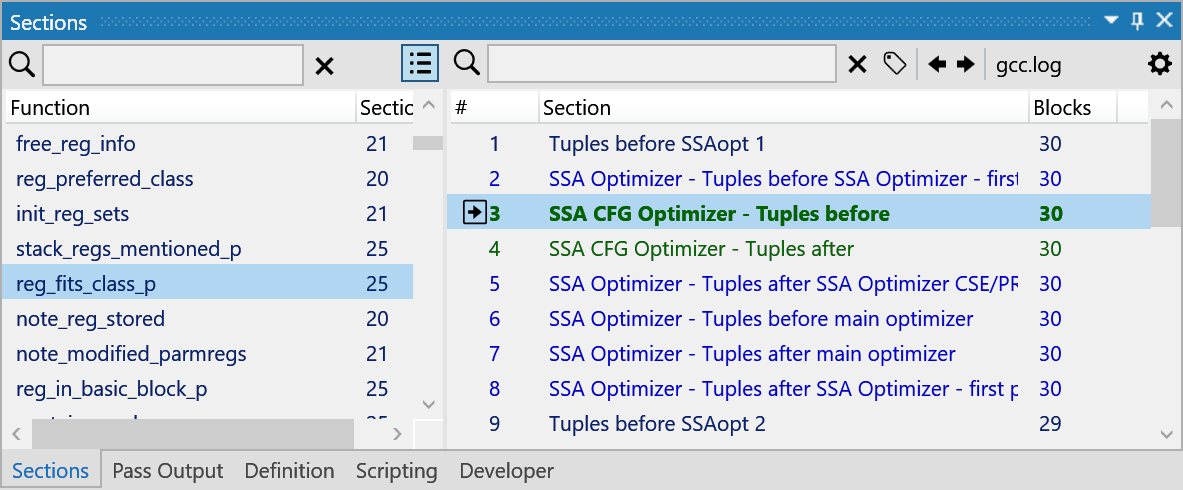 Sections
gcc.log
Function Sectio
free_reg_info 21
reg_preferred_class 20
init_reg_sets 21
stack_regs_mentioned_p 25
reg_fits_class_p 25
note_reg_stored 20
note_modified_parmregs 21
reg_in_basic_block_p 25
# Section Blocks
1 Tuples before SSAopt 1 30
2 SSA Optimizer - Tuples before SSA Optimizer - first 30
3 SSA CFG Optimizer - Tuples before 30
4 SSA CFG Optimizer - Tuples after 30
5 SSA Optimizer - Tuples after SSA Optimizer CSE/PR 30
6 SSA Optimizer - Tuples before main optimizer 30
7 SSA Optimizer - Tuples after main optimizer 30
8 SSA Optimizer - Tuples after SSA Optimizer - first p 30
9 Tuples before SSAopt 2 29
Sections Pass Output Definition Scripting Developer